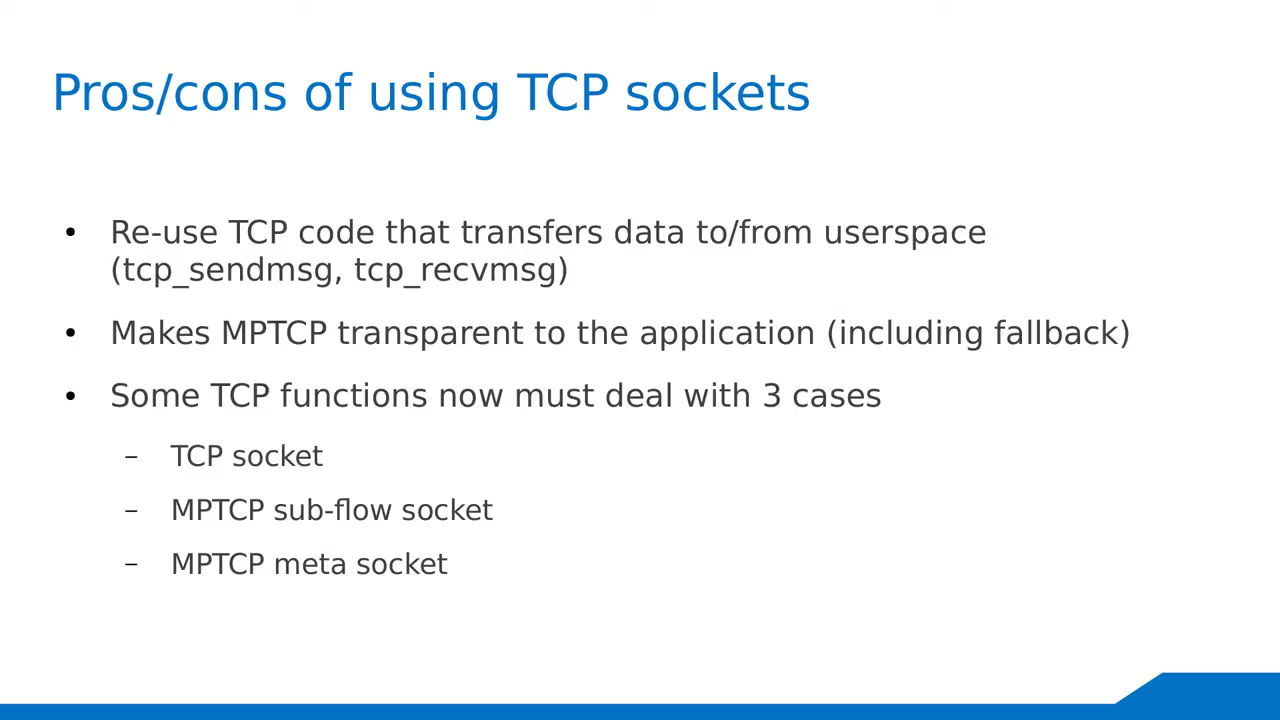 Pros/cons of using TCP sockets
• Re-use TCP code that transfers data to/from userspace
(tcp_sendmsg, tcp_recvmsg)
• Makes MPTCP transparent to the application (including fallback)
• Some TCP functions now must deal with 3 cases
– TCP socket
– MPTCP sub-flow socket
– MPTCP meta socket